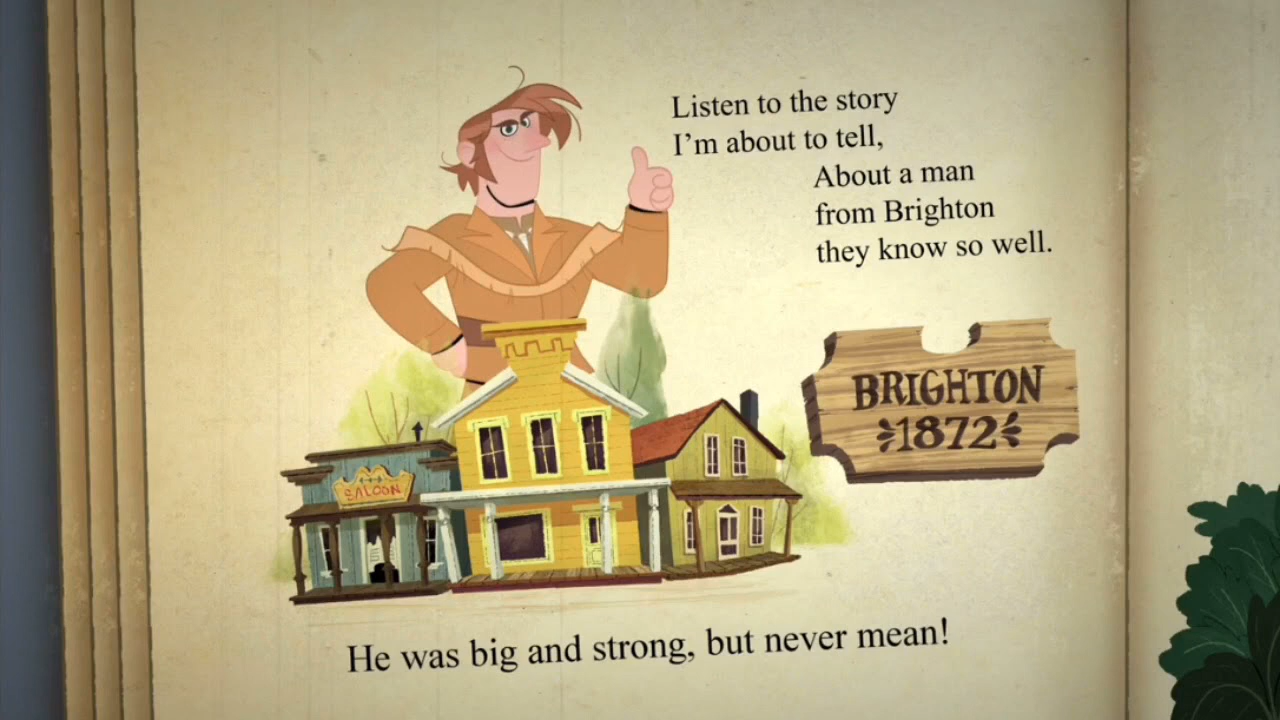 Listen to the story
I'm about to tell,
About a man
from Brighton
they know so well.
BRIGHTON
1872
SALOON
He was big and strong, but never mean!